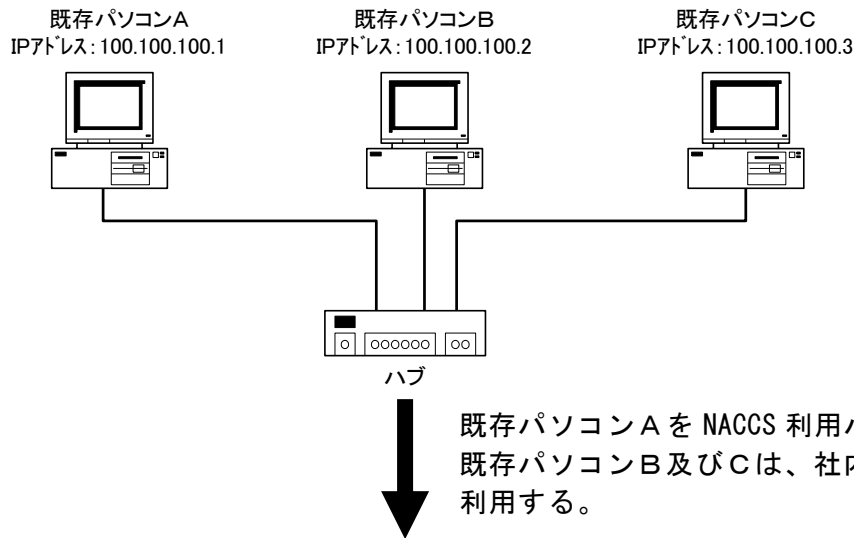 既存パソコンA
IPアドレス:100.100.100.1
既存パソコンB
IPアドレス:100.100.100.2
既存パソコンC
IPアドレス:100.100.100.3
ハブ
既存パソコンAを NACCS 利用
既存パソコンB及びCは、社内
利用する。